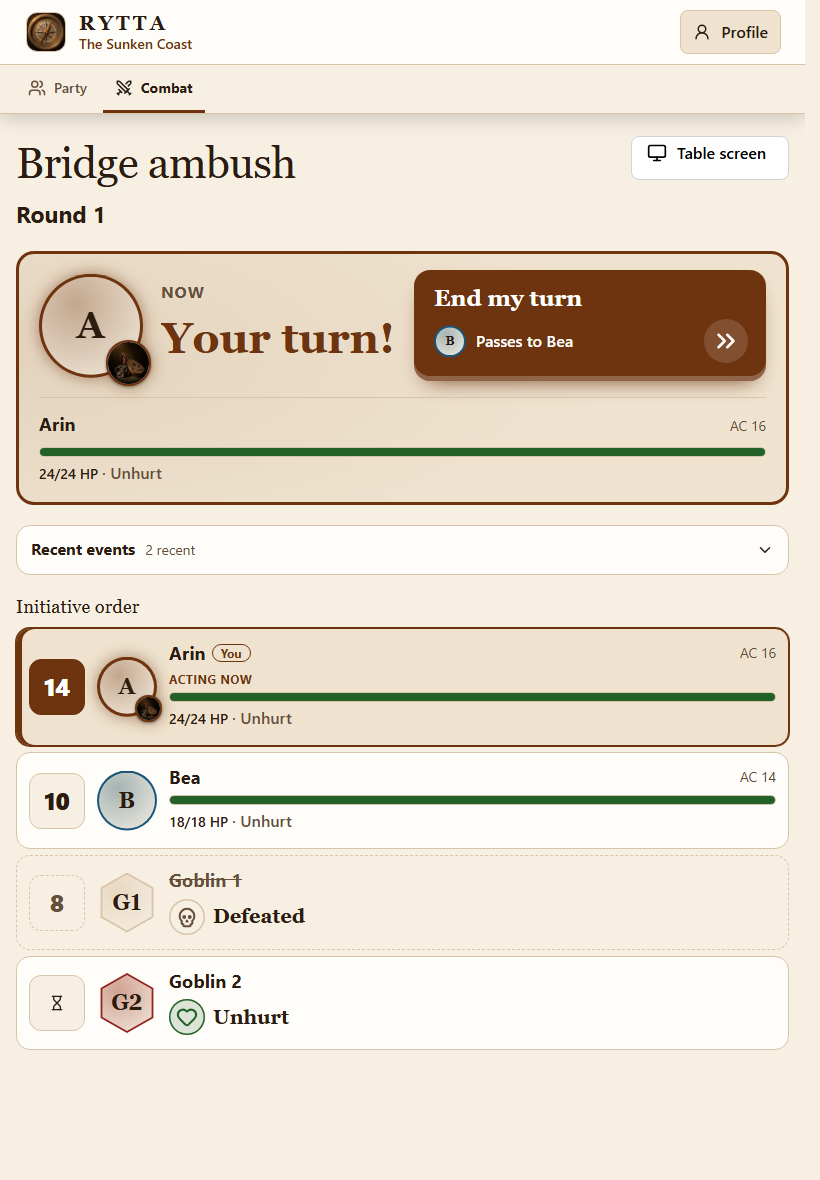 RYTTA
The Sunken Coast
Profile
Party
Combat
Bridge ambush
Table screen
Round 1
A
NOW
Your turn!
End my turn
B
Passes to Bea
Arin
AC 16
24/24 HP · Unhurt
Recent events 2 recent
Initiative order
14
A
Arin You
AC 16
ACTING NOW
24/24 HP · Unhurt
10
B
Bea
AC 14
18/18 HP · Unhurt
8
G1
Goblin 1
Defeated
G2
Goblin 2
Unhurt